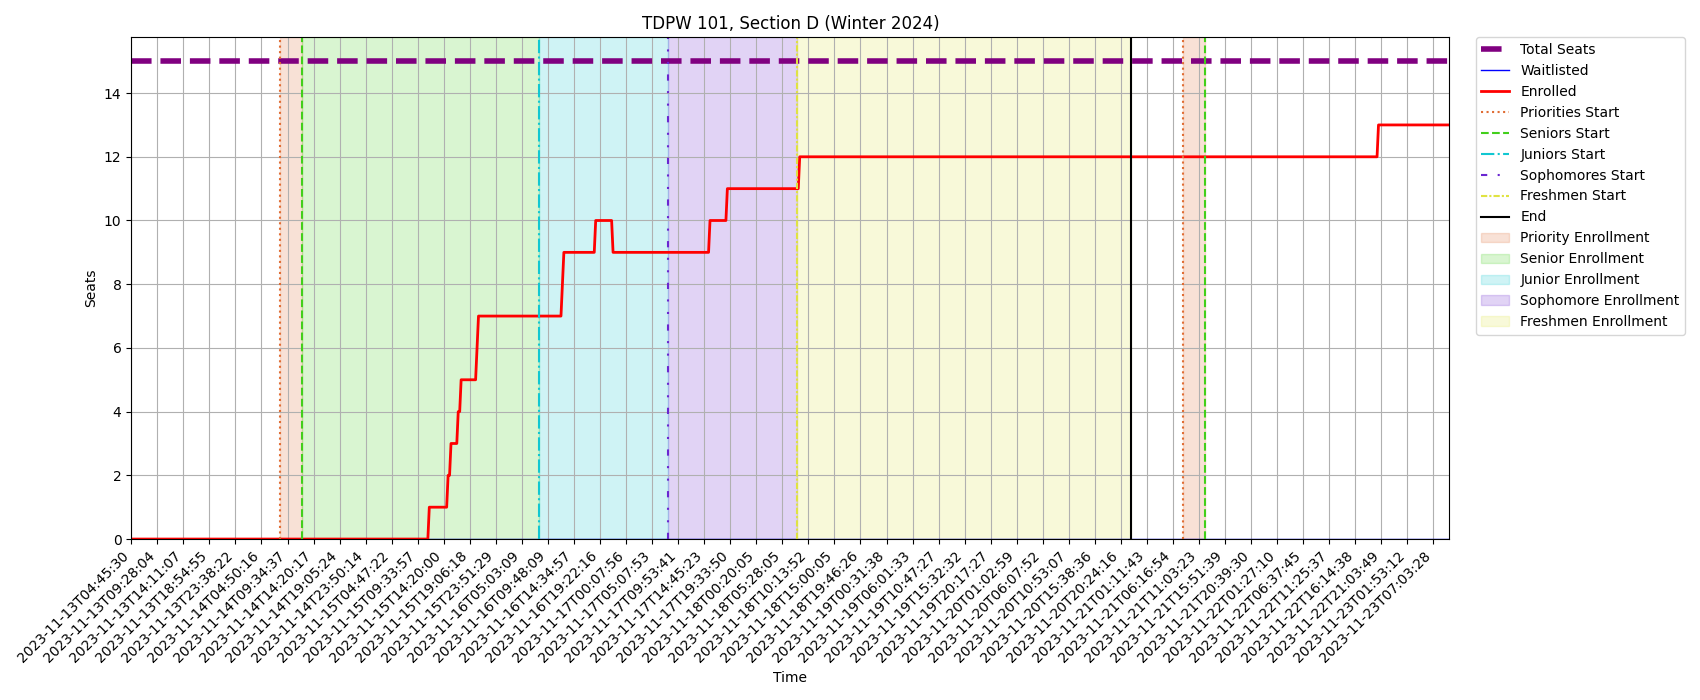 TDPW 101, Section D (Winter 2024)
Seats
14
12
10
8
6
4
2
0
2023-11-13T04:45:30
2023-11-13T09:28:04
2023-11-13T14:11:07
2023-11-13T18:54:55
2023-11-13T23:38:22
2023-11-14T04:50:16
2023-11-14T09:34:37
2023-11-14T14:20:17
2023-11-14T19:05:24
2023-11-14T23:50:14
2023-11-15T04:47:22
2023-11-15T09:33:57
2023-11-15T14:20:00
2023-11-15T19:06:18
2023-11-15T23:51:29
2023-11-16T05:03:09
2023-11-16T09:48:09
2023-11-16T14:34:57
2023-11-16T19:22:16
2023-11-17T00:07:56
2023-11-17T05:07:53
2023-11-17T09:53:41
2023-11-17T14:45:23
2023-11-17T19:33:50
2023-11-18T00:20:05
2023-11-18T05:28:05
2023-11-18T10:13:52
2023-11-18T15:00:05
2023-11-18T19:46:26
2023-11-19T00:31:38
2023-11-19T06:01:33
2023-11-19T10:47:27
2023-11-19T15:32:32
2023-11-19T20:17:27
2023-11-20T01:02:59
2023-11-20T06:07:52
2023-11-20T10:53:07
2023-11-20T15:38:36
2023-11-20T20:24:16
2023-11-21T01:11:43
2023-11-21T06:16:54
2023-11-21T11:03:23
2023-11-21T15:51:39
2023-11-21T20:39:30
2023-11-22T01:27:10
2023-11-22T06:37:45
2023-11-22T11:25:37
2023-11-22T16:14:38
2023-11-22T21:03:49
2023-11-23T01:53:12
2023-11-23T07:03:28
Time
Total Seats
Waitlisted
Enrolled
Priorities Start
Seniors Start
Juniors Start
Sophomores Start
Freshmen Start
End
Priority Enrollment
Senior Enrollment
Junior Enrollment
Sophomore Enrollment
Freshmen Enrollment